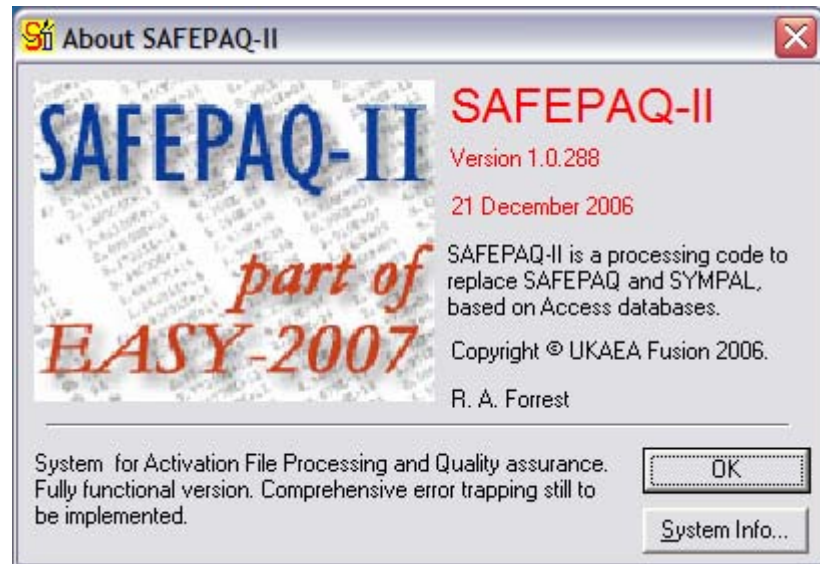 About SAFEPAQ-II
SAFEPAQ-II
part of
EASY-2007
SAFEPAQ-II
Version 1.0.288
21 December 2006
SAFEPAQ-II is a processing code to
replace SAFEPAQ and SYMPAL,
based on Access databases.
Copyright © UKAEA Fusion 2006.
R. A. Forrest
System  for Activation File Processing and Quality assurance.
Fully functional version. Comprehensive error trapping still to
be implemented.
OK
System Info...